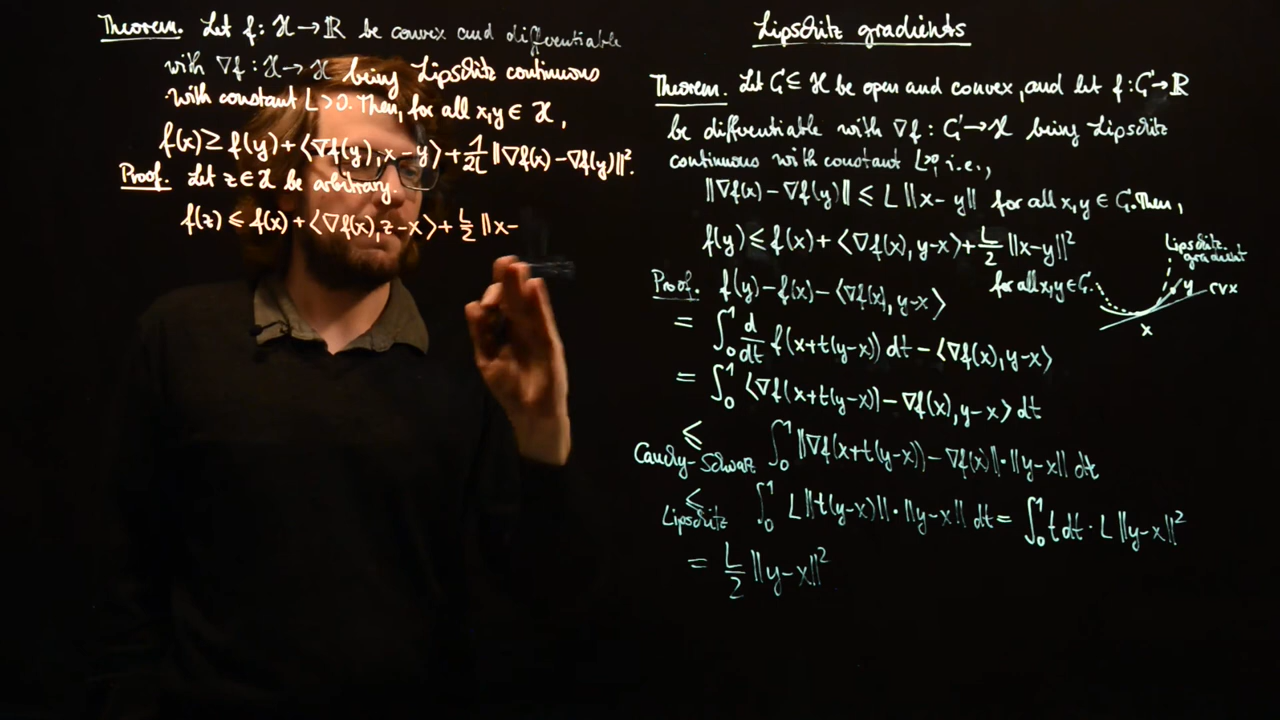 Theorem. Let f: ℋ → ℝ be convex and differentiable
with ∇f : ℋ → ℋ being Lipschitz continuous
with constant L > 0. Then, for all x, y ∈ ℋ,
f(x) ≥ f(y) + ⟨∇f(y), x − y⟩ + 1/2L ‖∇f(x) − ∇f(y)‖².
Proof. Let z ∈ ℋ be arbitrary.
f(z) ≤ f(x) + ⟨∇f(x), z − x⟩ + L/2 ‖x −
Lipschitz gradients
Theorem. Let C ⊆ ℋ be open and convex, and let f : C → ℝ
be differentiable with ∇f : C → ℋ being Lipschitz
continuous with constant L>0, i.e.,
‖∇f(x) − ∇f(y)‖ ≤ L ‖x − y‖ for all x, y ∈ C. Then,
f(y) ≤ f(x) + ⟨∇f(x), y − x⟩ + L/2 ‖x − y‖²
for all x, y ∈ C.
Lipschitz
gradient
y
cvx
x
Proof. f(y) − f(x) − ⟨∇f(x), y − x⟩
= ∫₀¹ d/dt f(x + t(y − x)) dt − ⟨∇f(x), y − x⟩
= ∫₀¹ ⟨∇f(x + t(y − x)) − ∇f(x), y − x⟩ dt
≤ Cauchy-Schwarz ∫₀¹ ‖∇f(x + t(y − x)) − ∇f(x)‖ · ‖y − x‖ dt
≤ Lipschitz ∫₀¹ L ‖t(y − x)‖ · ‖y − x‖ dt = ∫₀¹ t dt · L ‖y − x‖²
= L/2 ‖y − x‖²